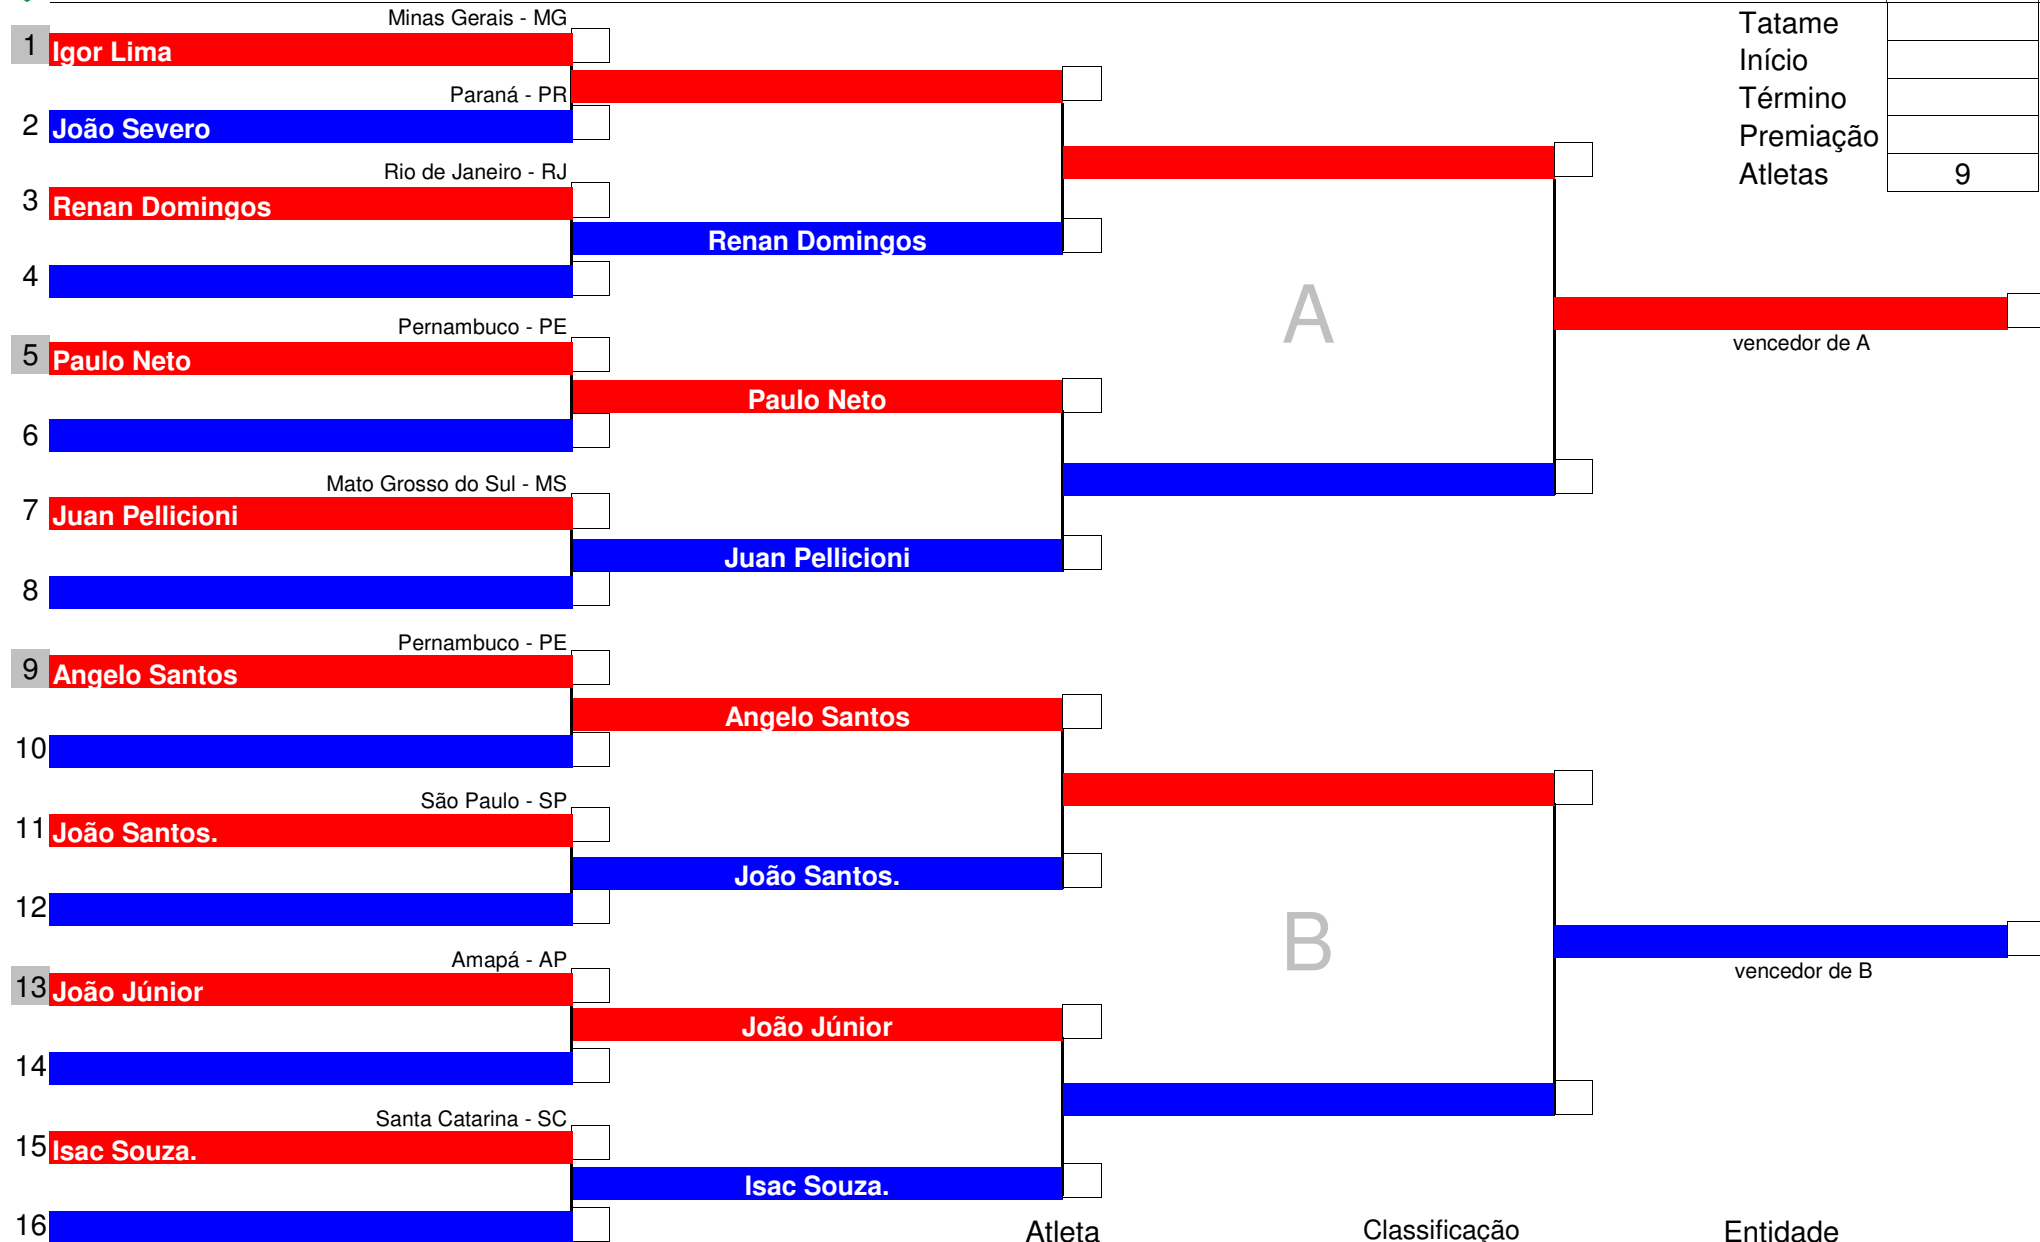 Minas Gerais - MG
1 Igor Lima
Paraná - PR
2 João Severo
Rio de Janeiro - RJ
3 Renan Domingos
Renan Domingos
4
Pernambuco - PE
5 Paulo Neto
Paulo Neto
6
Mato Grosso do Sul - MS
7 Juan Pellicioni
Juan Pellicioni
8
Pernambuco - PE
9 Angelo Santos
Angelo Santos
10
São Paulo - SP
11 João Santos.
João Santos.
12
Amapá - AP
13 João Júnior
João Júnior
14
Santa Catarina - SC
15 Isac Souza.
Isac Souza.
16
A
B
vencedor de A
vencedor de B
Tatame
Início
Término
Premiação
Atletas 9
Atleta Classificação Entidade